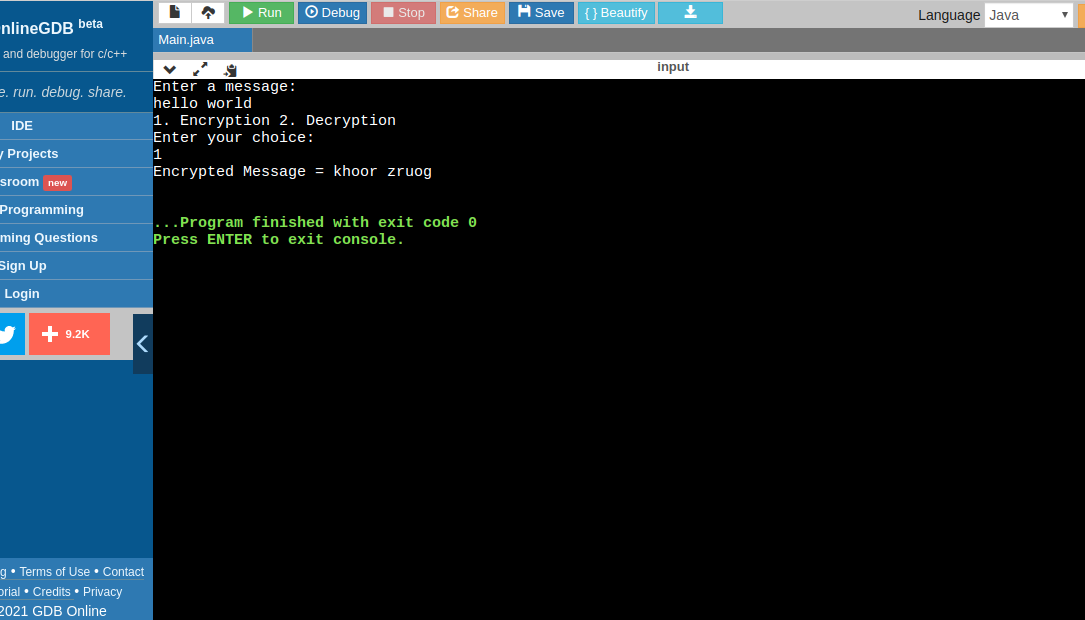 nlineGDB beta
and debugger for c/c++
e. run. debug. share.
IDE
y Projects
sroom new
Programming
ming Questions
Sign Up
Login
9.2K
g • Terms of Use • Contact
orial • Credits • Privacy
2021 GDB Online
Run Debug Stop Share Save { } Beautify Language Java
Main.java
input
Enter a message:
hello world
1. Encryption 2. Decryption
Enter your choice:
1
Encrypted Message = khoor zruog
...Program finished with exit code 0
Press ENTER to exit console.